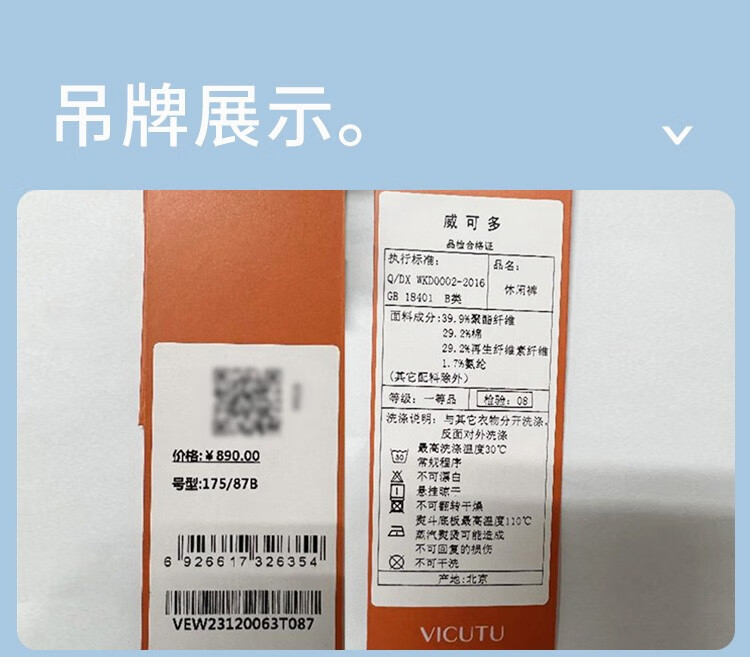 吊牌展示。
价格:￥890.00
号型:175/87B
6 926617 326354
VEW23120063T087
威可多
品检合格证
执行标准:
Q/DX WKD0002-2016
GB 18401 B类
品名:
休闲裤
面料成分:39.9%聚酯纤维
29.2%棉
29.2%再生纤维素纤维
1.7%氨纶
(其它配料除外)
等级: 一等品
检验: 08
洗涤说明: 与其它衣物分开洗涤,
反面对外洗涤
30
最高洗涤温度30℃
常规程序
不可漂白
悬挂晾干
不可翻转干燥
熨斗底板最高温度110℃
蒸汽熨烫可能造成
不可回复的损伤
不可干洗
产地:北京
VICUTU